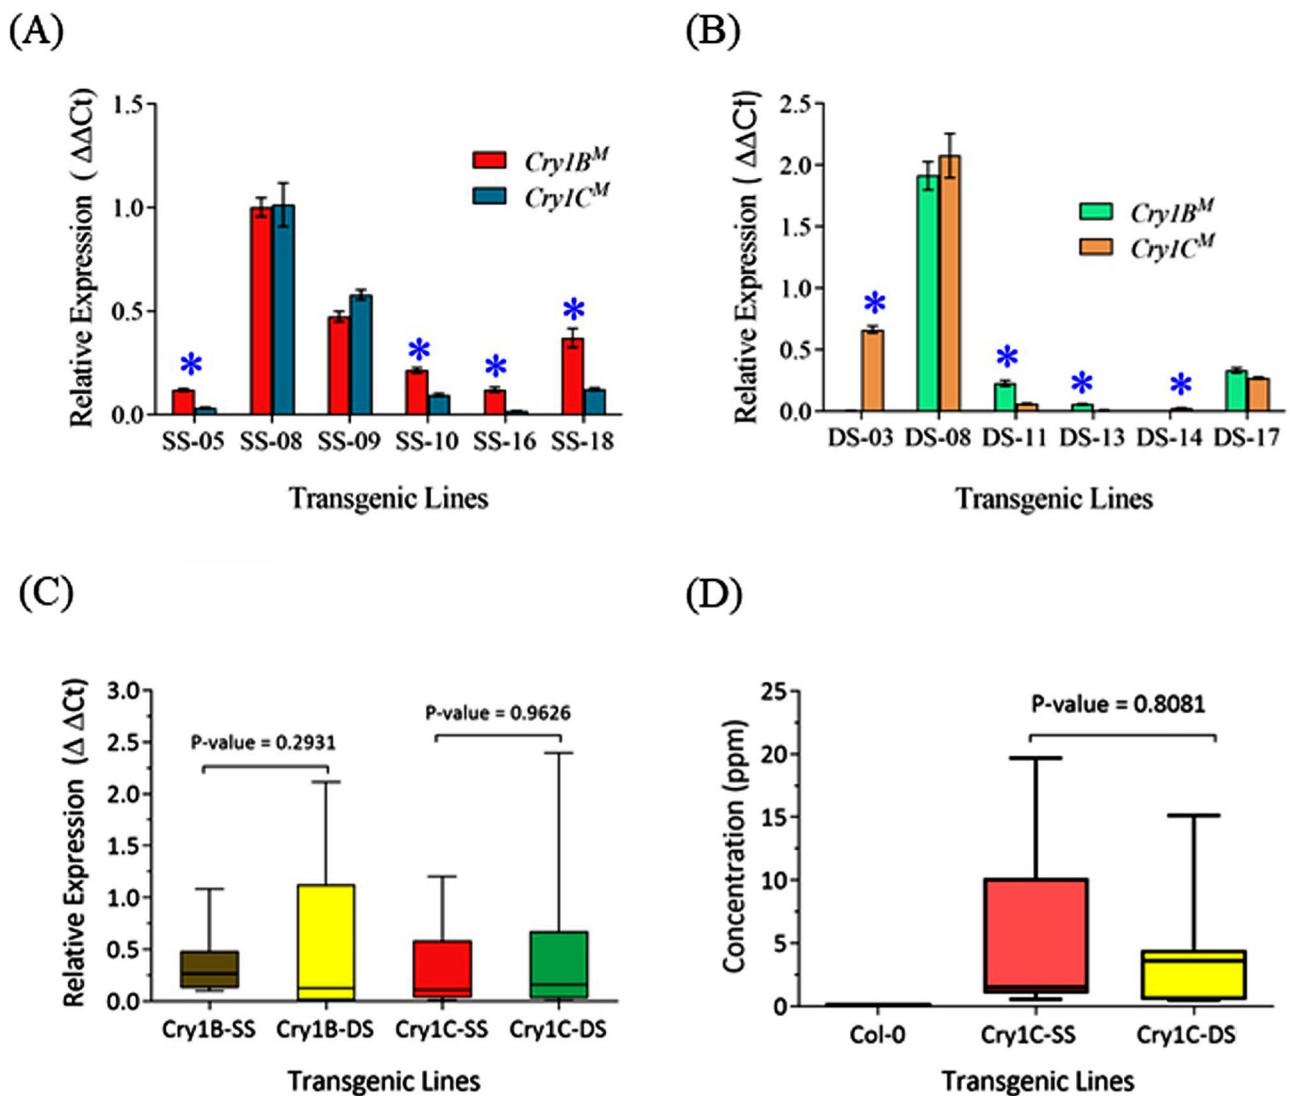 (A)
Relative Expression ( ΔΔCt)
1.5
1.0
0.5
0.0
Cry1B^M
Cry1C^M
*
*
*
*
SS-05 SS-08 SS-09 SS-10 SS-16 SS-18
Transgenic Lines
(B)
Relative Expression ( ΔΔCt)
2.5
2.0
1.5
1.0
0.5
0.0
Cry1B^M
Cry1C^M
*
*
*
*
DS-03 DS-08 DS-11 DS-13 DS-14 DS-17
Transgenic Lines
(C)
Relative Expression (Δ ΔCt)
3.0
2.5
2.0
1.5
1.0
0.5
0.0
P-value = 0.2931
P-value = 0.9626
Cry1B-SS Cry1B-DS Cry1C-SS Cry1C-DS
Transgenic Lines
(D)
Concentration (ppm)
25
20
15
10
5
0
P-value = 0.8081
Col-0 Cry1C-SS Cry1C-DS
Transgenic Lines